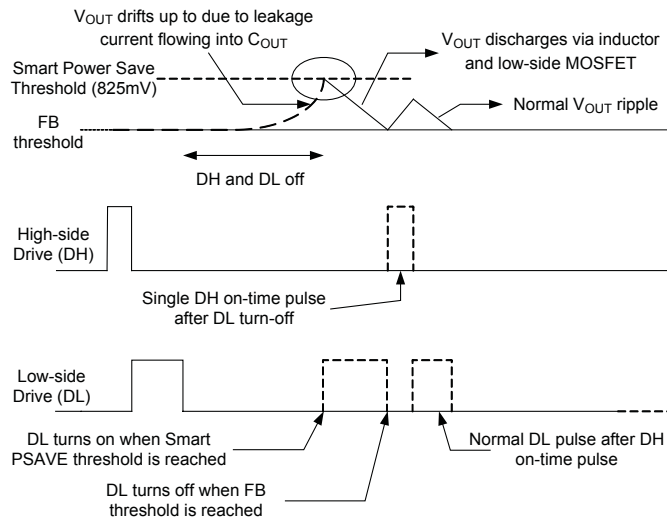 VOUT drifts up to due to leakage
current flowing into COUT
VOUT discharges via inductor
and low-side MOSFET
Smart Power Save
Threshold (825mV)
Normal VOUT ripple
FB
threshold
DH and DL off
High-side
Drive (DH)
Single DH on-time pulse
after DL turn-off
Low-side
Drive (DL)
DL turns on when Smart
PSAVE threshold is reached
Normal DL pulse after DH
on-time pulse
DL turns off when FB
threshold is reached